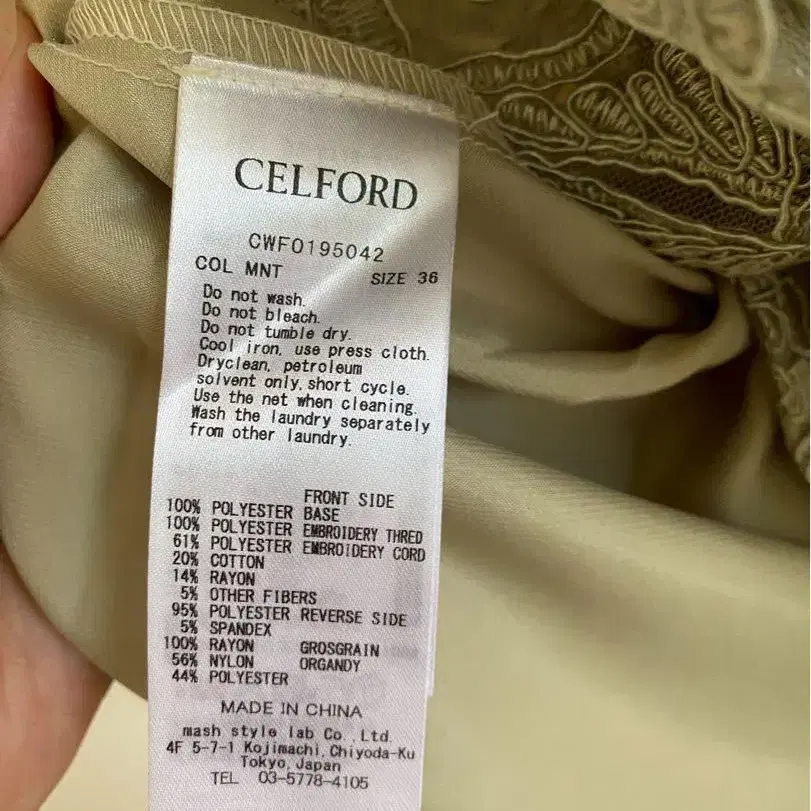 CELFORD
CWFO195042
COL MNT SIZE 36
Do not wash.
Do not bleach.
Do not tumble dry.
Cool iron, use press cloth.
Dryclean, petroleum
solvent only, short cycle.
Use the net when cleaning.
Wash the laundry separately
from other laundry.
FRONT SIDE
100% POLYESTER BASE
100% POLYESTER EMBROIDERY THRED
61% POLYESTER EMBROIDERY CORD
20% COTTON
14% RAYON
5% OTHER FIBERS
95% POLYESTER REVERSE SIDE
5% SPANDEX
100% RAYON GROSGRAIN
56% NYLON ORGANDY
44% POLYESTER
MADE IN CHINA
mash style lab Co.,Ltd.
4F 5-7-1 Kojimachi,Chiyoda-Ku
Tokyo,Japan
TEL 03-5778-4105